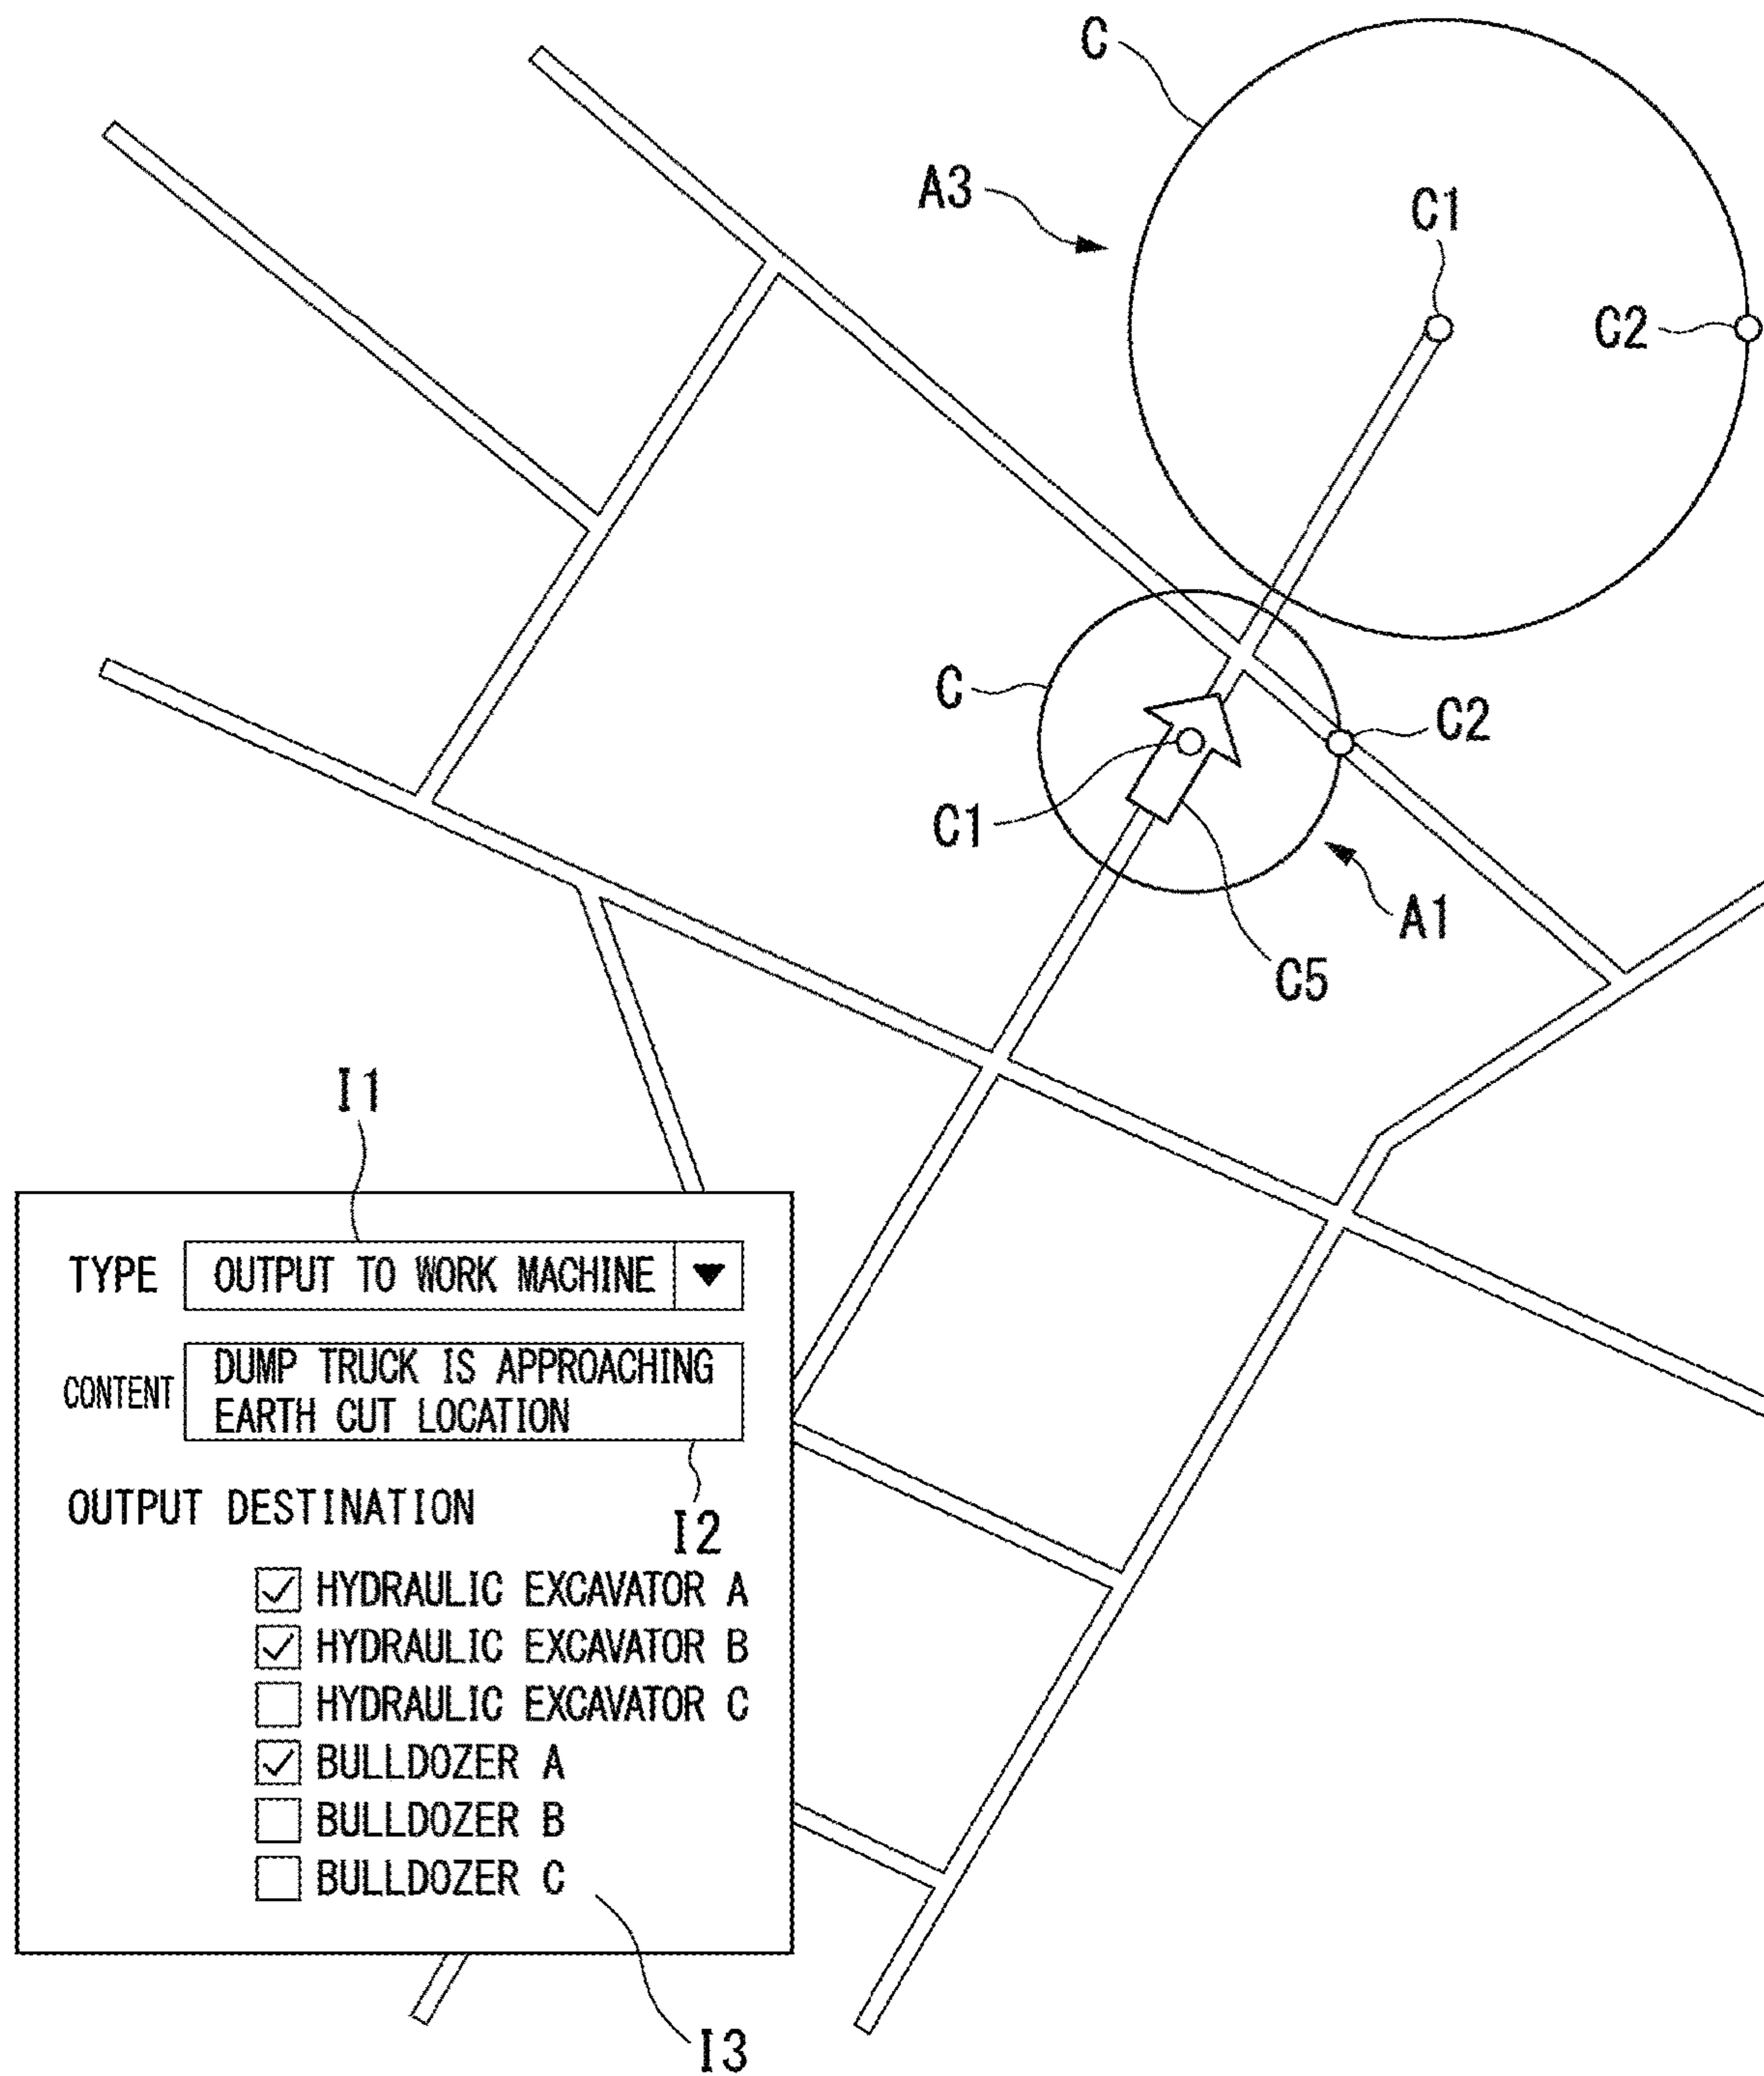 C
A3
C1
C2
C
C2
C1
A1
C5
I1
TYPE OUTPUT TO WORK MACHINE
CONTENT DUMP TRUCK IS APPROACHING
EARTH CUT LOCATION
OUTPUT DESTINATION
I2
HYDRAULIC EXCAVATOR A
HYDRAULIC EXCAVATOR B
HYDRAULIC EXCAVATOR C
BULLDOZER A
BULLDOZER B
BULLDOZER C
I3